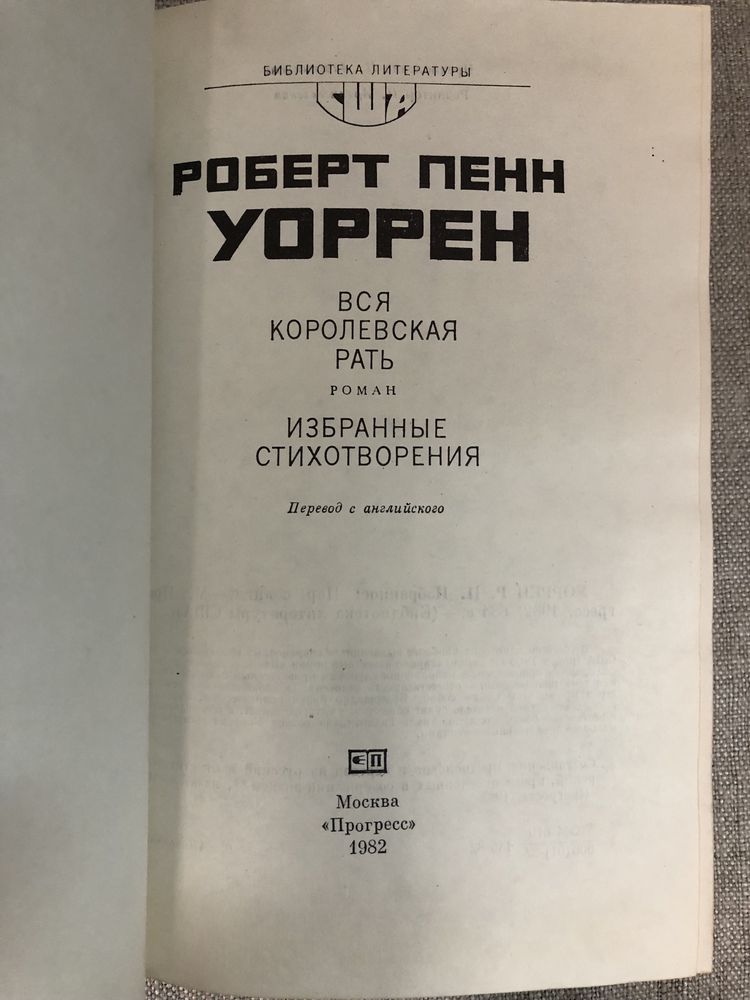 БИБЛИОТЕКА ЛИТЕРАТУРЫ
США
РОБЕРТ ПЕНН
УОРРЕН
ВСЯ
КОРОЛЕВСКАЯ
РАТЬ
РОМАН
ИЗБРАННЫЕ
СТИХОТВОРЕНИЯ
Перевод с английского
П
Москва
«Прогресс»
1982